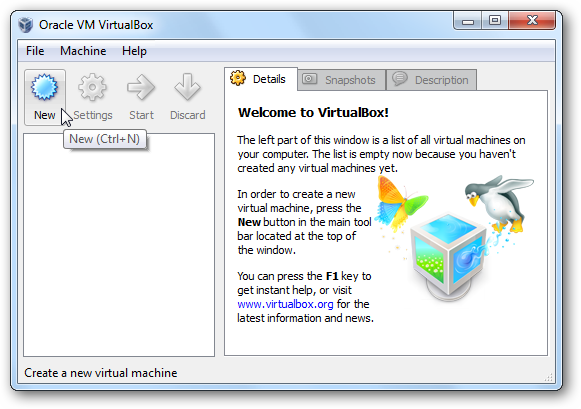 Oracle VM VirtualBox
File Machine Help
New Settings Start Discard
New (Ctrl+N)
Details Snapshots Description
Welcome to VirtualBox!
The left part of this window is a list of all virtual machines on
your computer. The list is empty now because you haven't
created any virtual machines yet.
In order to create a new
virtual machine, press the
New button in the main tool
bar located at the top of
the window.
You can press the F1 key to
get instant help, or visit
www.virtualbox.org for the
latest information and news.
Create a new virtual machine